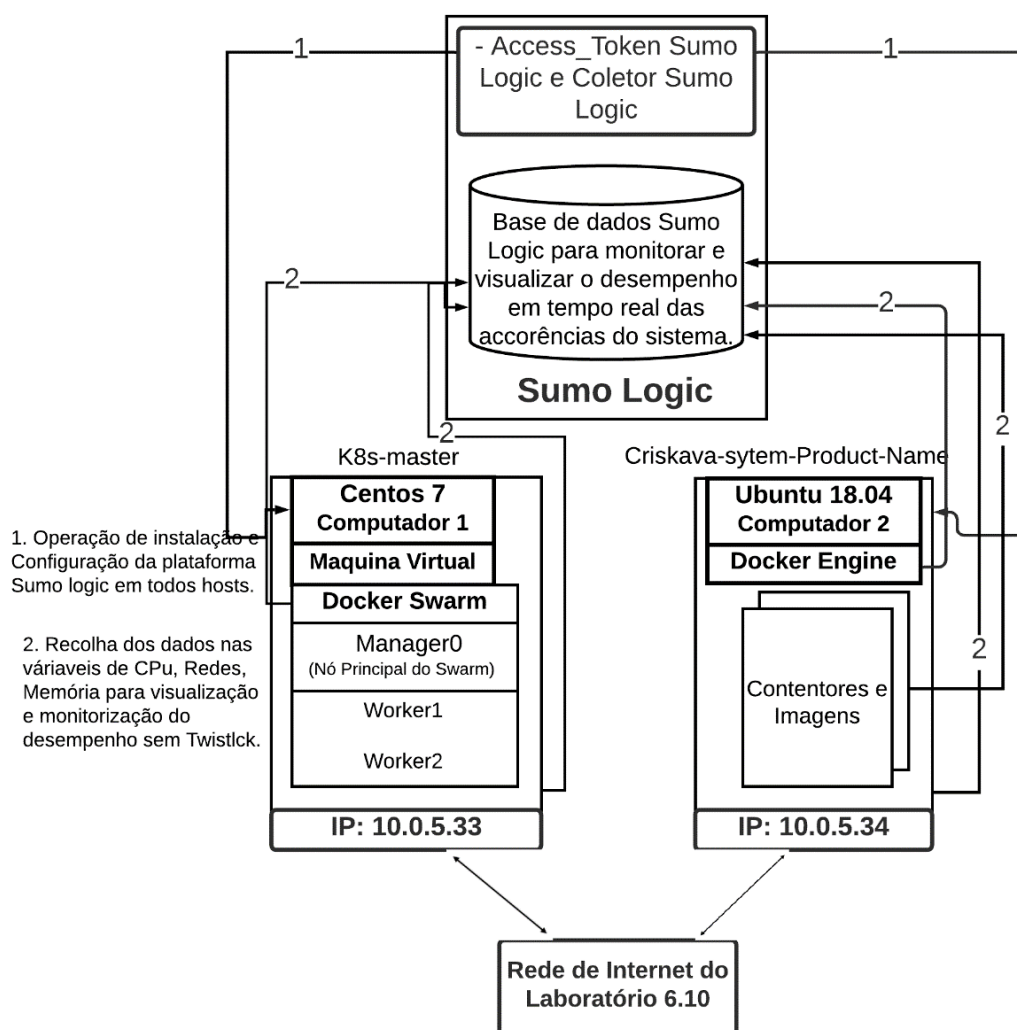 1
- Access_Token Sumo
Logic e Coletor Sumo
Logic
1
Base de dados Sumo
Logic para monitorar e
visualizar o desempenho
em tempo real das
accorências do sistema.
2
2
Sumo Logic
2
2
K8s-master
Criskava-sytem-Product-Name
Centos 7
Computador 1
Maquina Virtual
Docker Swarm
Manager0
(Nó Principal do Swarm)
Worker1
Worker2
IP: 10.0.5.33
Ubuntu 18.04
Computador 2
Docker Engine
Contentores e
Imagens
2
IP: 10.0.5.34
1. Operação de instalação e
Configuração da plataforma
Sumo logic em todos hosts.
2. Recolha dos dados nas
váriaveis de CPu, Redes,
Memória para visualização
e monitorização do
desempenho sem Twistlck.
Rede de Internet do
Laboratório 6.10